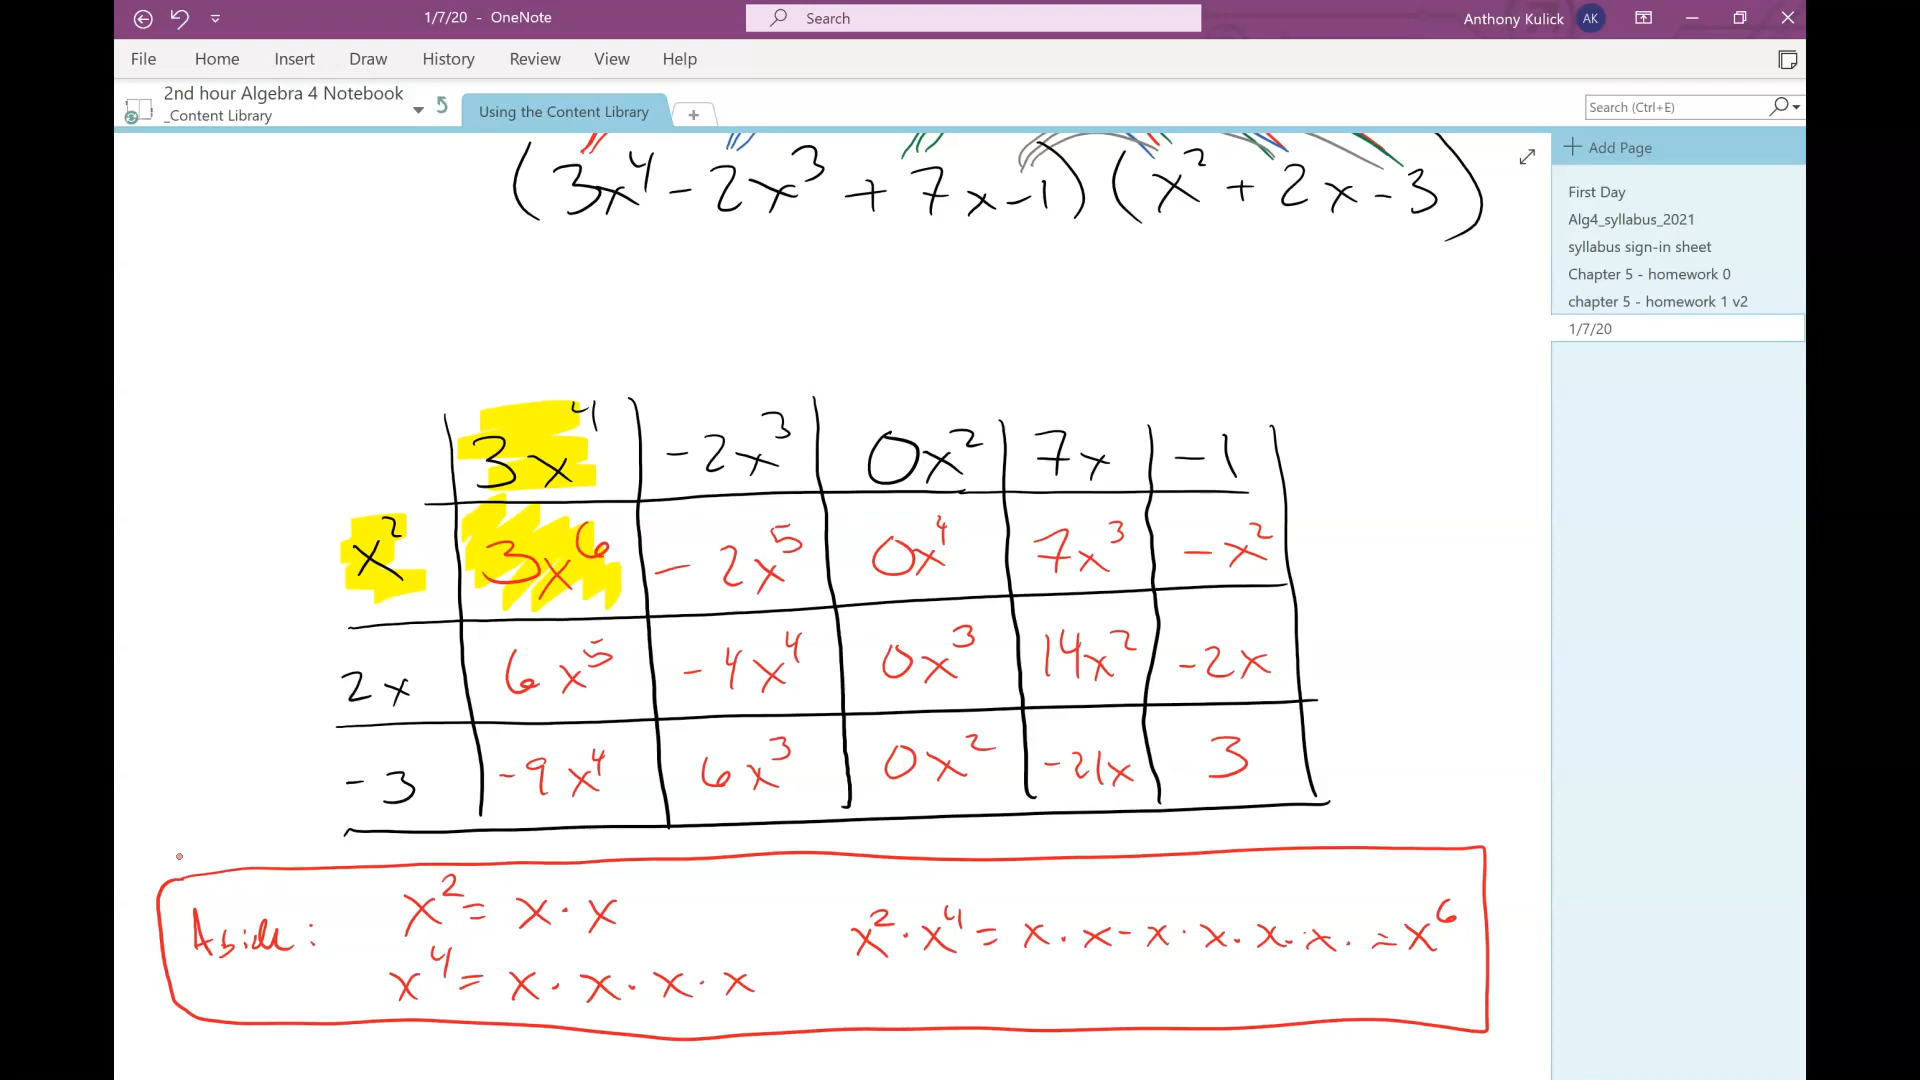 1/7/20 - OneNote
Search
Anthony Kulick AK
File Home Insert Draw History Review View Help
2nd hour Algebra 4 Notebook
_Content Library
Using the Content Library
Search (Ctrl+E)
Add Page
First Day
Alg4_syllabus_2021
syllabus sign-in sheet
Chapter 5 - homework 0
chapter 5 - homework 1 v2
1/7/20
(3x⁴ - 2x³ + 7x - 1)(x² + 2x - 3)
3x⁴ -2x³ 0x² 7x -1
x² 3x⁶ -2x⁵ 0x⁴ 7x³ -x²
2x 6x⁵ -4x⁴ 0x³ 14x² -2x
-3 -9x⁴ 6x³ 0x² -21x 3
Aside:
x² = x · x
x⁴ = x · x · x · x
x² · x⁴ = x · x - x · x · x · x · = x⁶